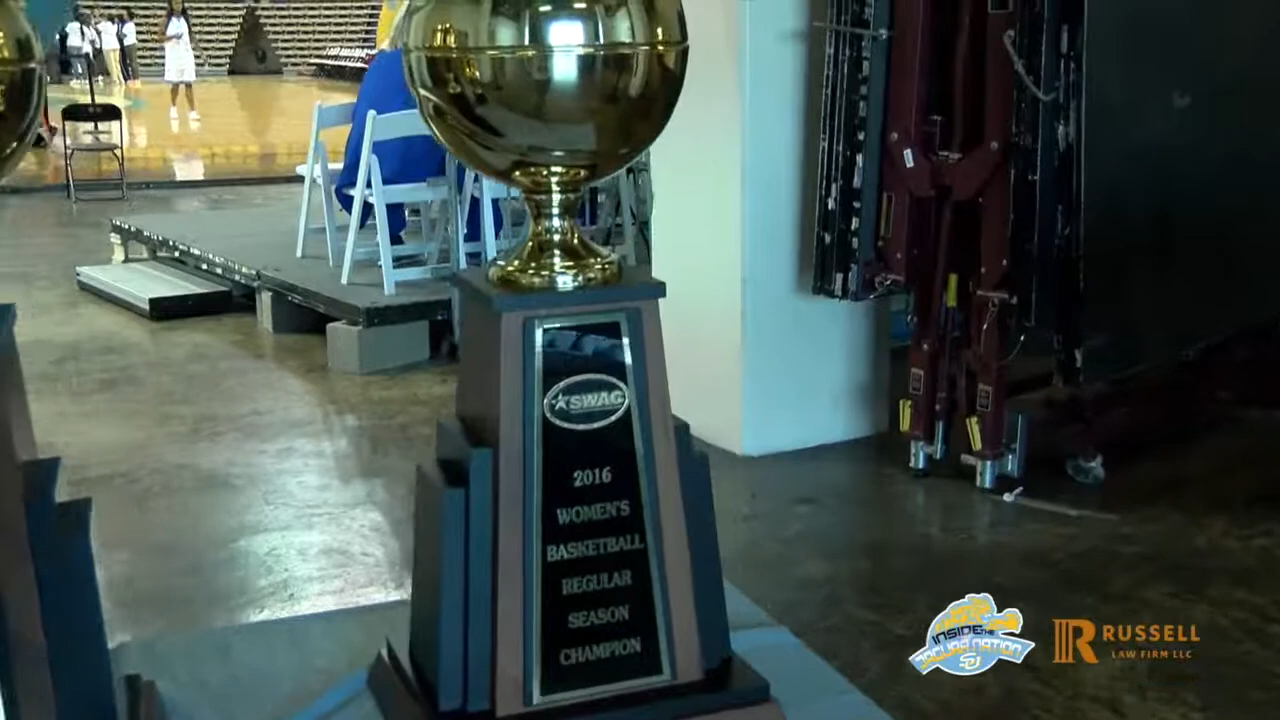 SWAC
2016
WOMEN'S
BASKETBALL
REGULAR
SEASON
CHAMPION
INSIDE THE
JAGUAR NATION
SU
RUSSELL
LAW FIRM LLC